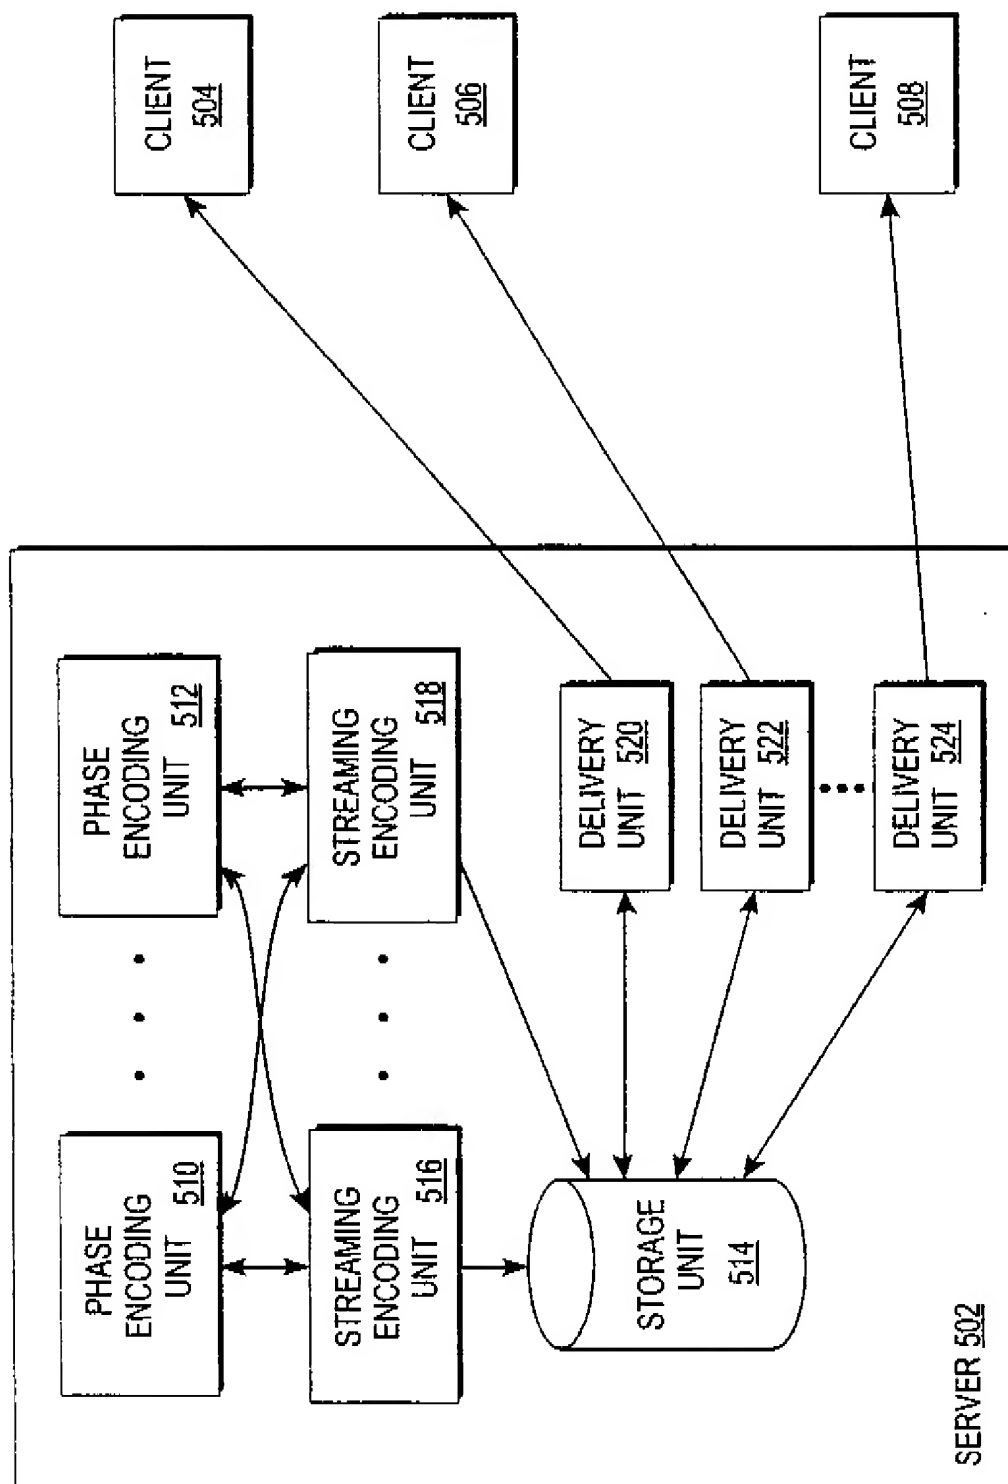 PHASE
ENCODING
UNIT 510
PHASE
ENCODING
UNIT 512
STREAMING
ENCODING
UNIT 516
STREAMING
ENCODING
UNIT 518
STORAGE
UNIT
514
DELIVERY
UNIT 520
DELIVERY
UNIT 522
DELIVERY
UNIT 524
SERVER 502
CLIENT
504
CLIENT
506
CLIENT
508